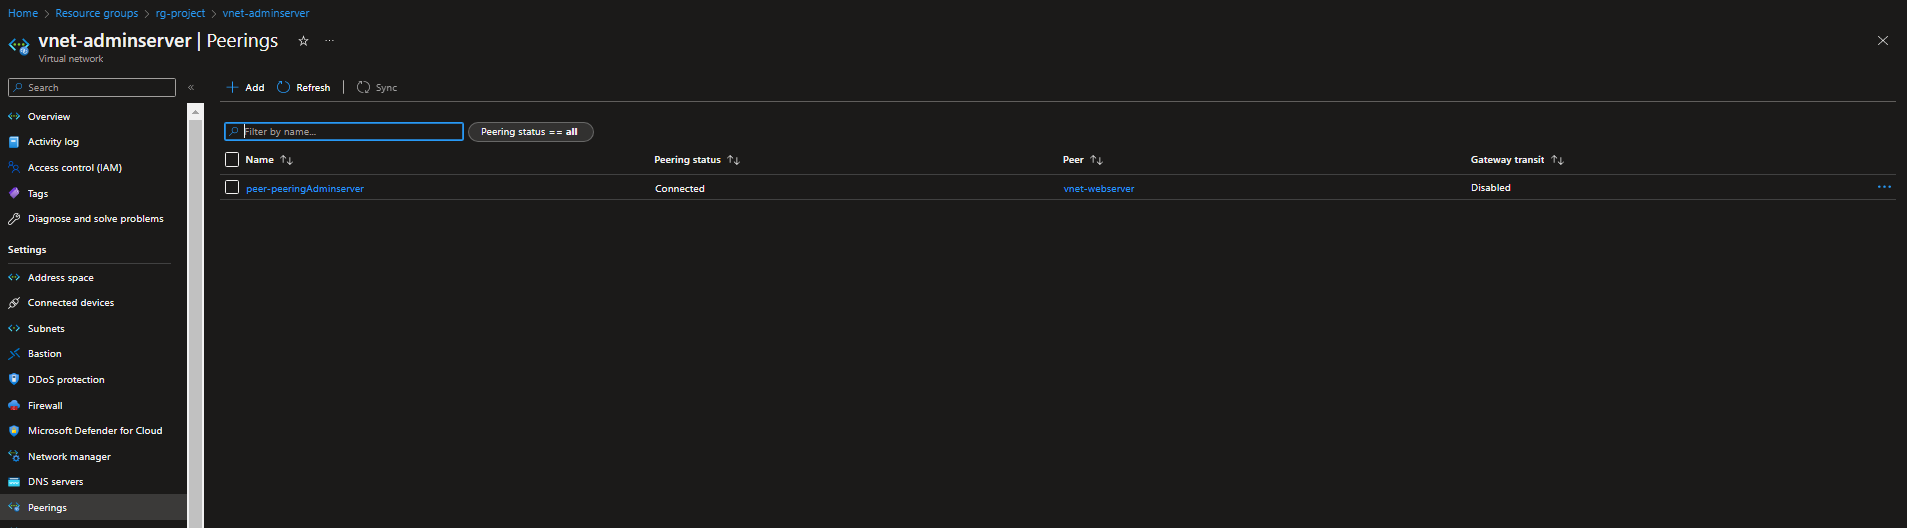 Home > Resource groups > rg-project > vnet-adminserver
vnet-adminserver | Peerings
Virtual network
Search
Add Refresh Sync
Overview
Activity log
Access control (IAM)
Tags
Diagnose and solve problems
Settings
Address space
Connected devices
Subnets
Bastion
DDoS protection
Firewall
Microsoft Defender for Cloud
Network manager
DNS servers
Peerings
Filter by name... Peering status == all
Name Peering status Peer Gateway transit
peer-peeringAdminserver Connected vnet-webserver Disabled